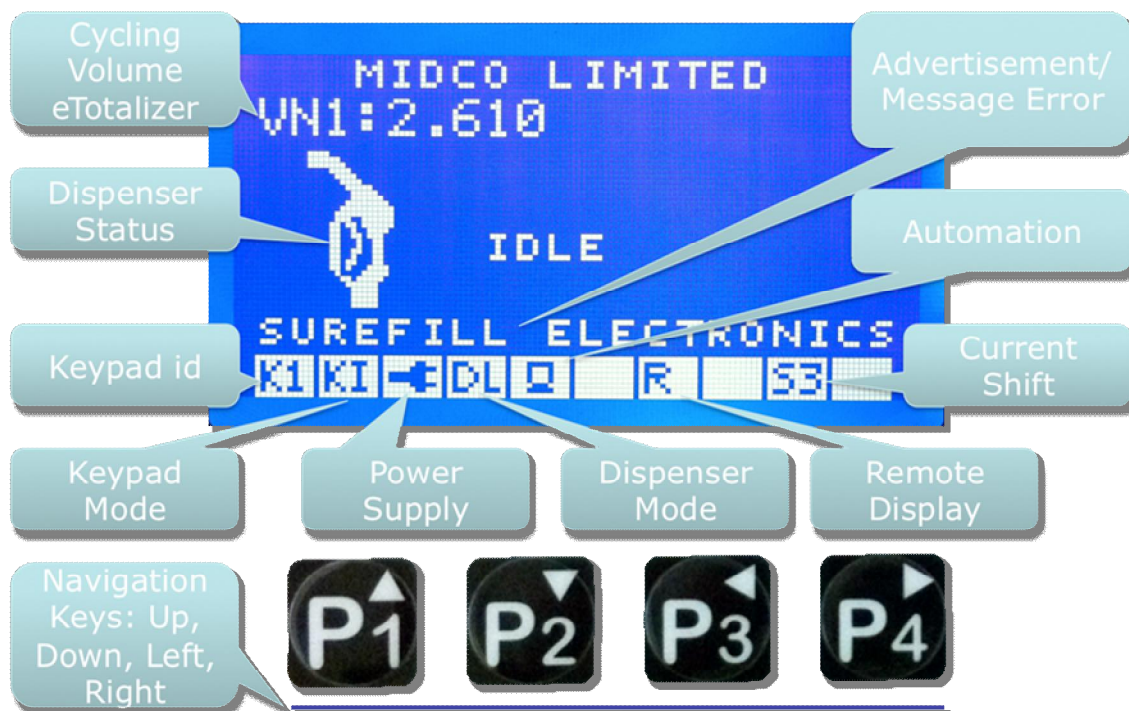 Cycling
Volume
eTotalizer
MIDCO LIMITED
VN1:2.610
Advertisement/
Message Error
Dispenser
Status
IDLE
Automation
SUREFILL ELECTRONICS
Keypad id
K1 KI DL R S3
Current
Shift
Keypad
Mode
Power
Supply
Dispenser
Mode
Remote
Display
Navigation
Keys: Up,
Down, Left,
Right
P1 P2 P3 P4